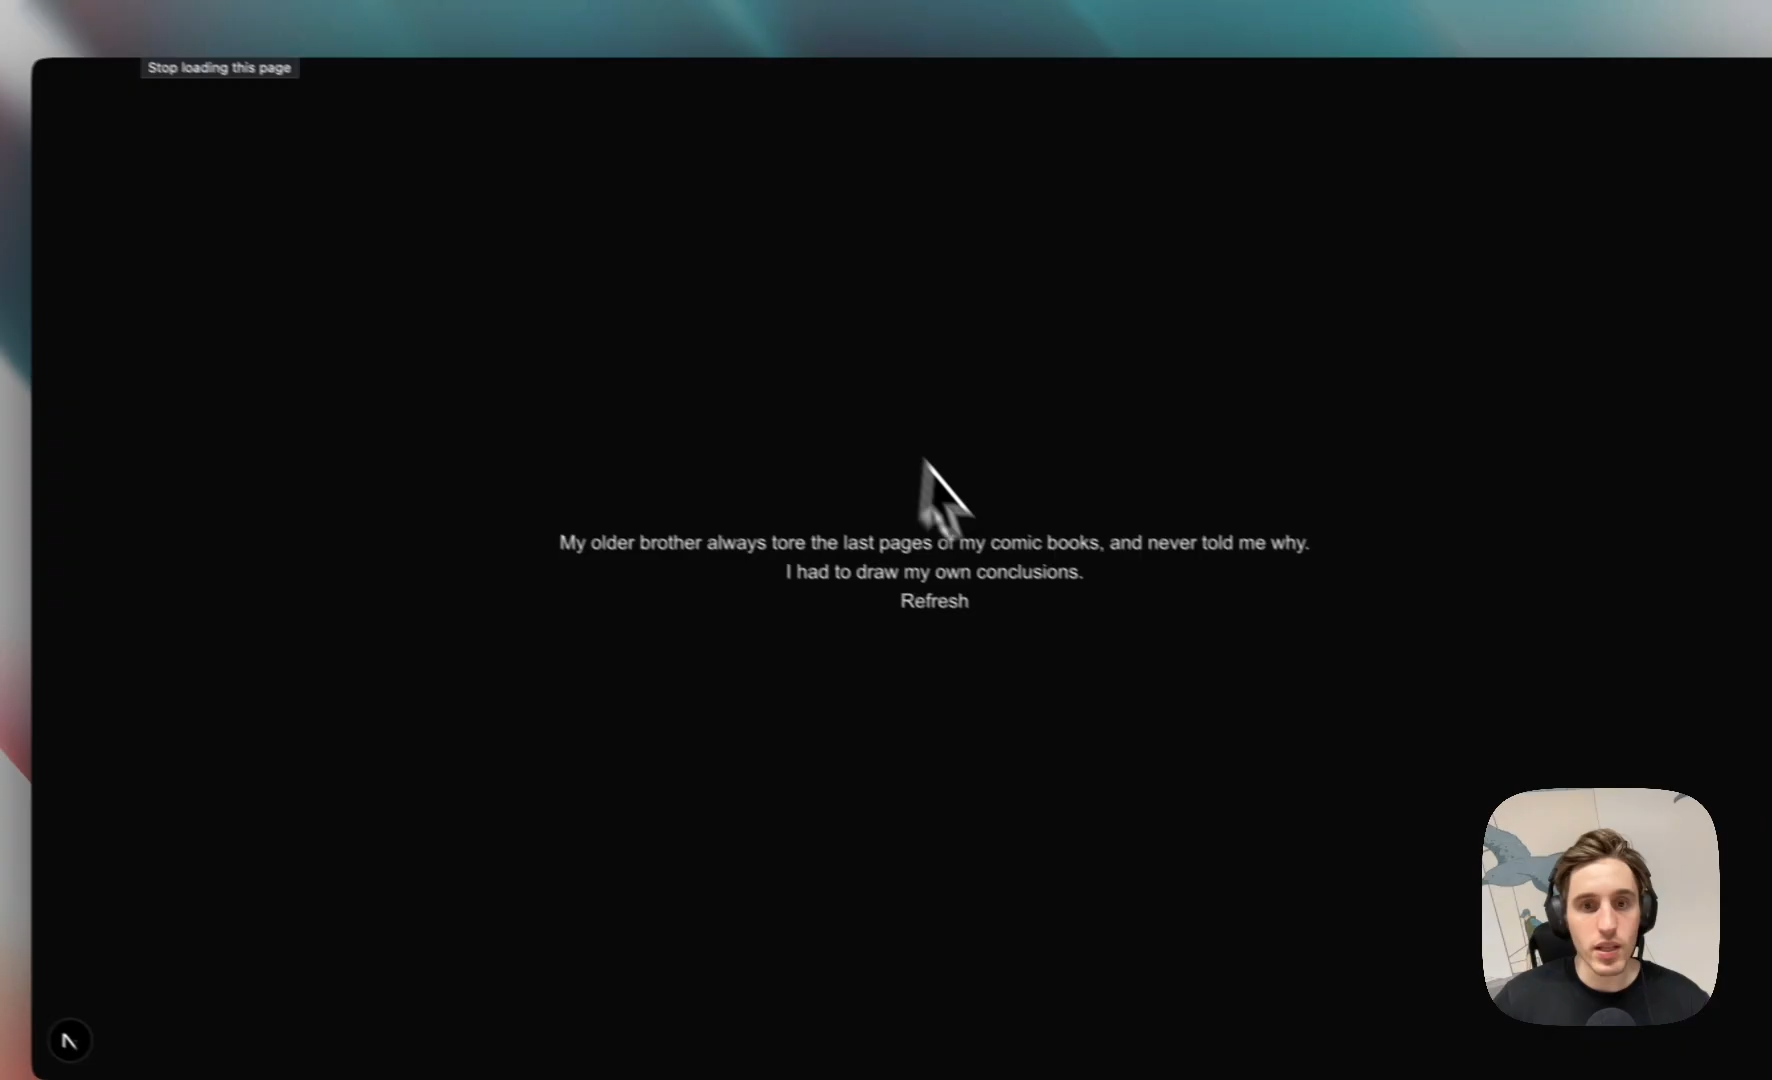 Stop loading this page
My older brother always tore the last pages of my comic books, and never told me why.
I had to draw my own conclusions.
Refresh